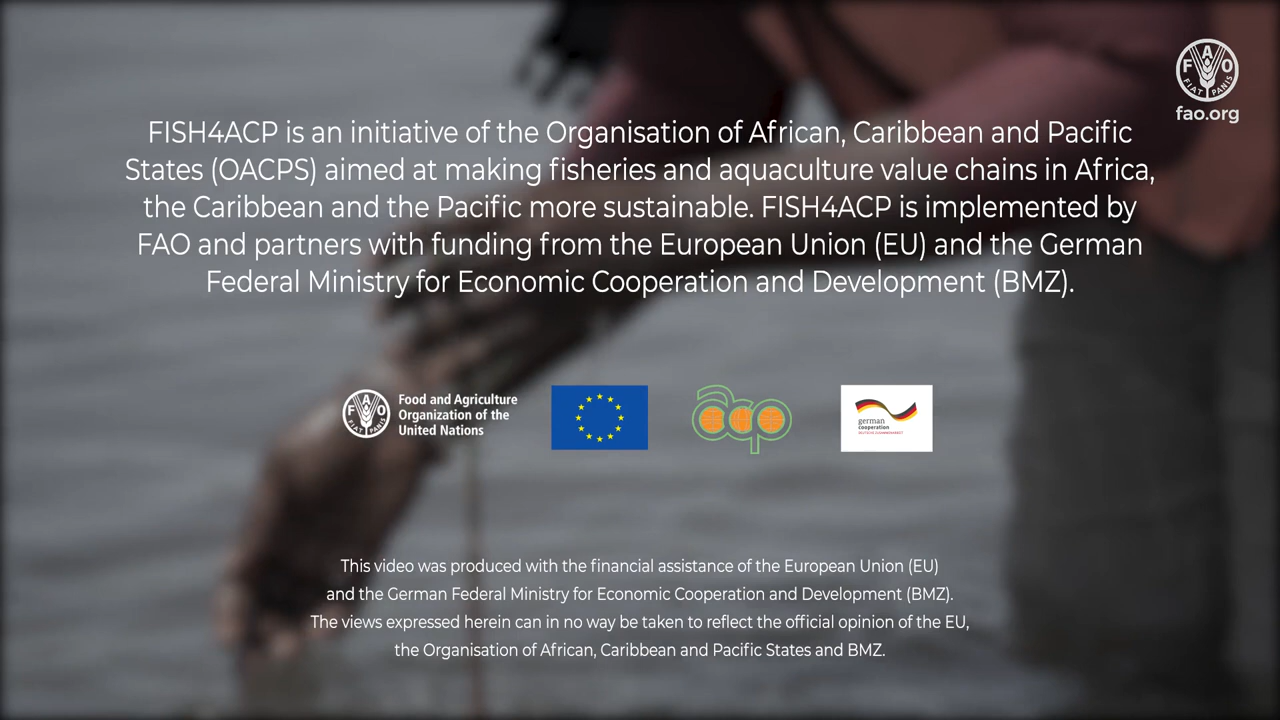 FAO
FIAT PANIS
fao.org
FISH4ACP is an initiative of the Organisation of African, Caribbean and Pacific
States (OACPS) aimed at making fisheries and aquaculture value chains in Africa,
the Caribbean and the Pacific more sustainable. FISH4ACP is implemented by
FAO and partners with funding from the European Union (EU) and the German
Federal Ministry for Economic Cooperation and Development (BMZ).
FAO
FIAT PANIS
Food and Agriculture
Organization of the
United Nations
acp
german
cooperation
DEUTSCHE ZUSAMMENARBEIT
This video was produced with the financial assistance of the European Union (EU)
and the German Federal Ministry for Economic Cooperation and Development (BMZ).
The views expressed herein can in no way be taken to reflect the official opinion of the EU,
the Organisation of African, Caribbean and Pacific States and BMZ.